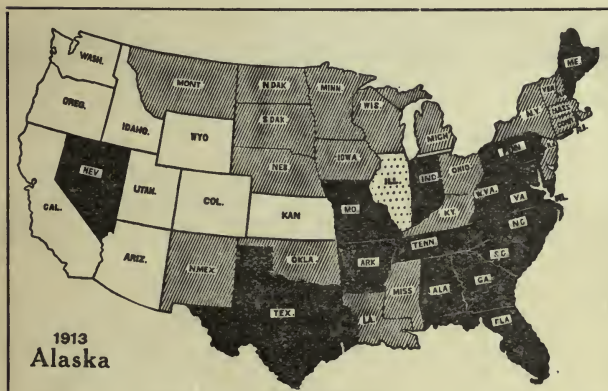 WASH.
OREG.
IDAHO.
MONT
N.DAK
S.DAK
MINN
WIS.
MICH
ME.
N.Y.
MASS
NEV
CAL.
UTAH.
WYO
COL.
NEB
IOWA
ILL.
IND.
OHIO.
W.VA.
VA
KAN
MO.
KY.
ARIZ.
N.MEX
OKLA.
ARK
TENN
N.C
S.C
TEX.
LA.
MISS
ALA
GA.
FLA
1913
Alaska